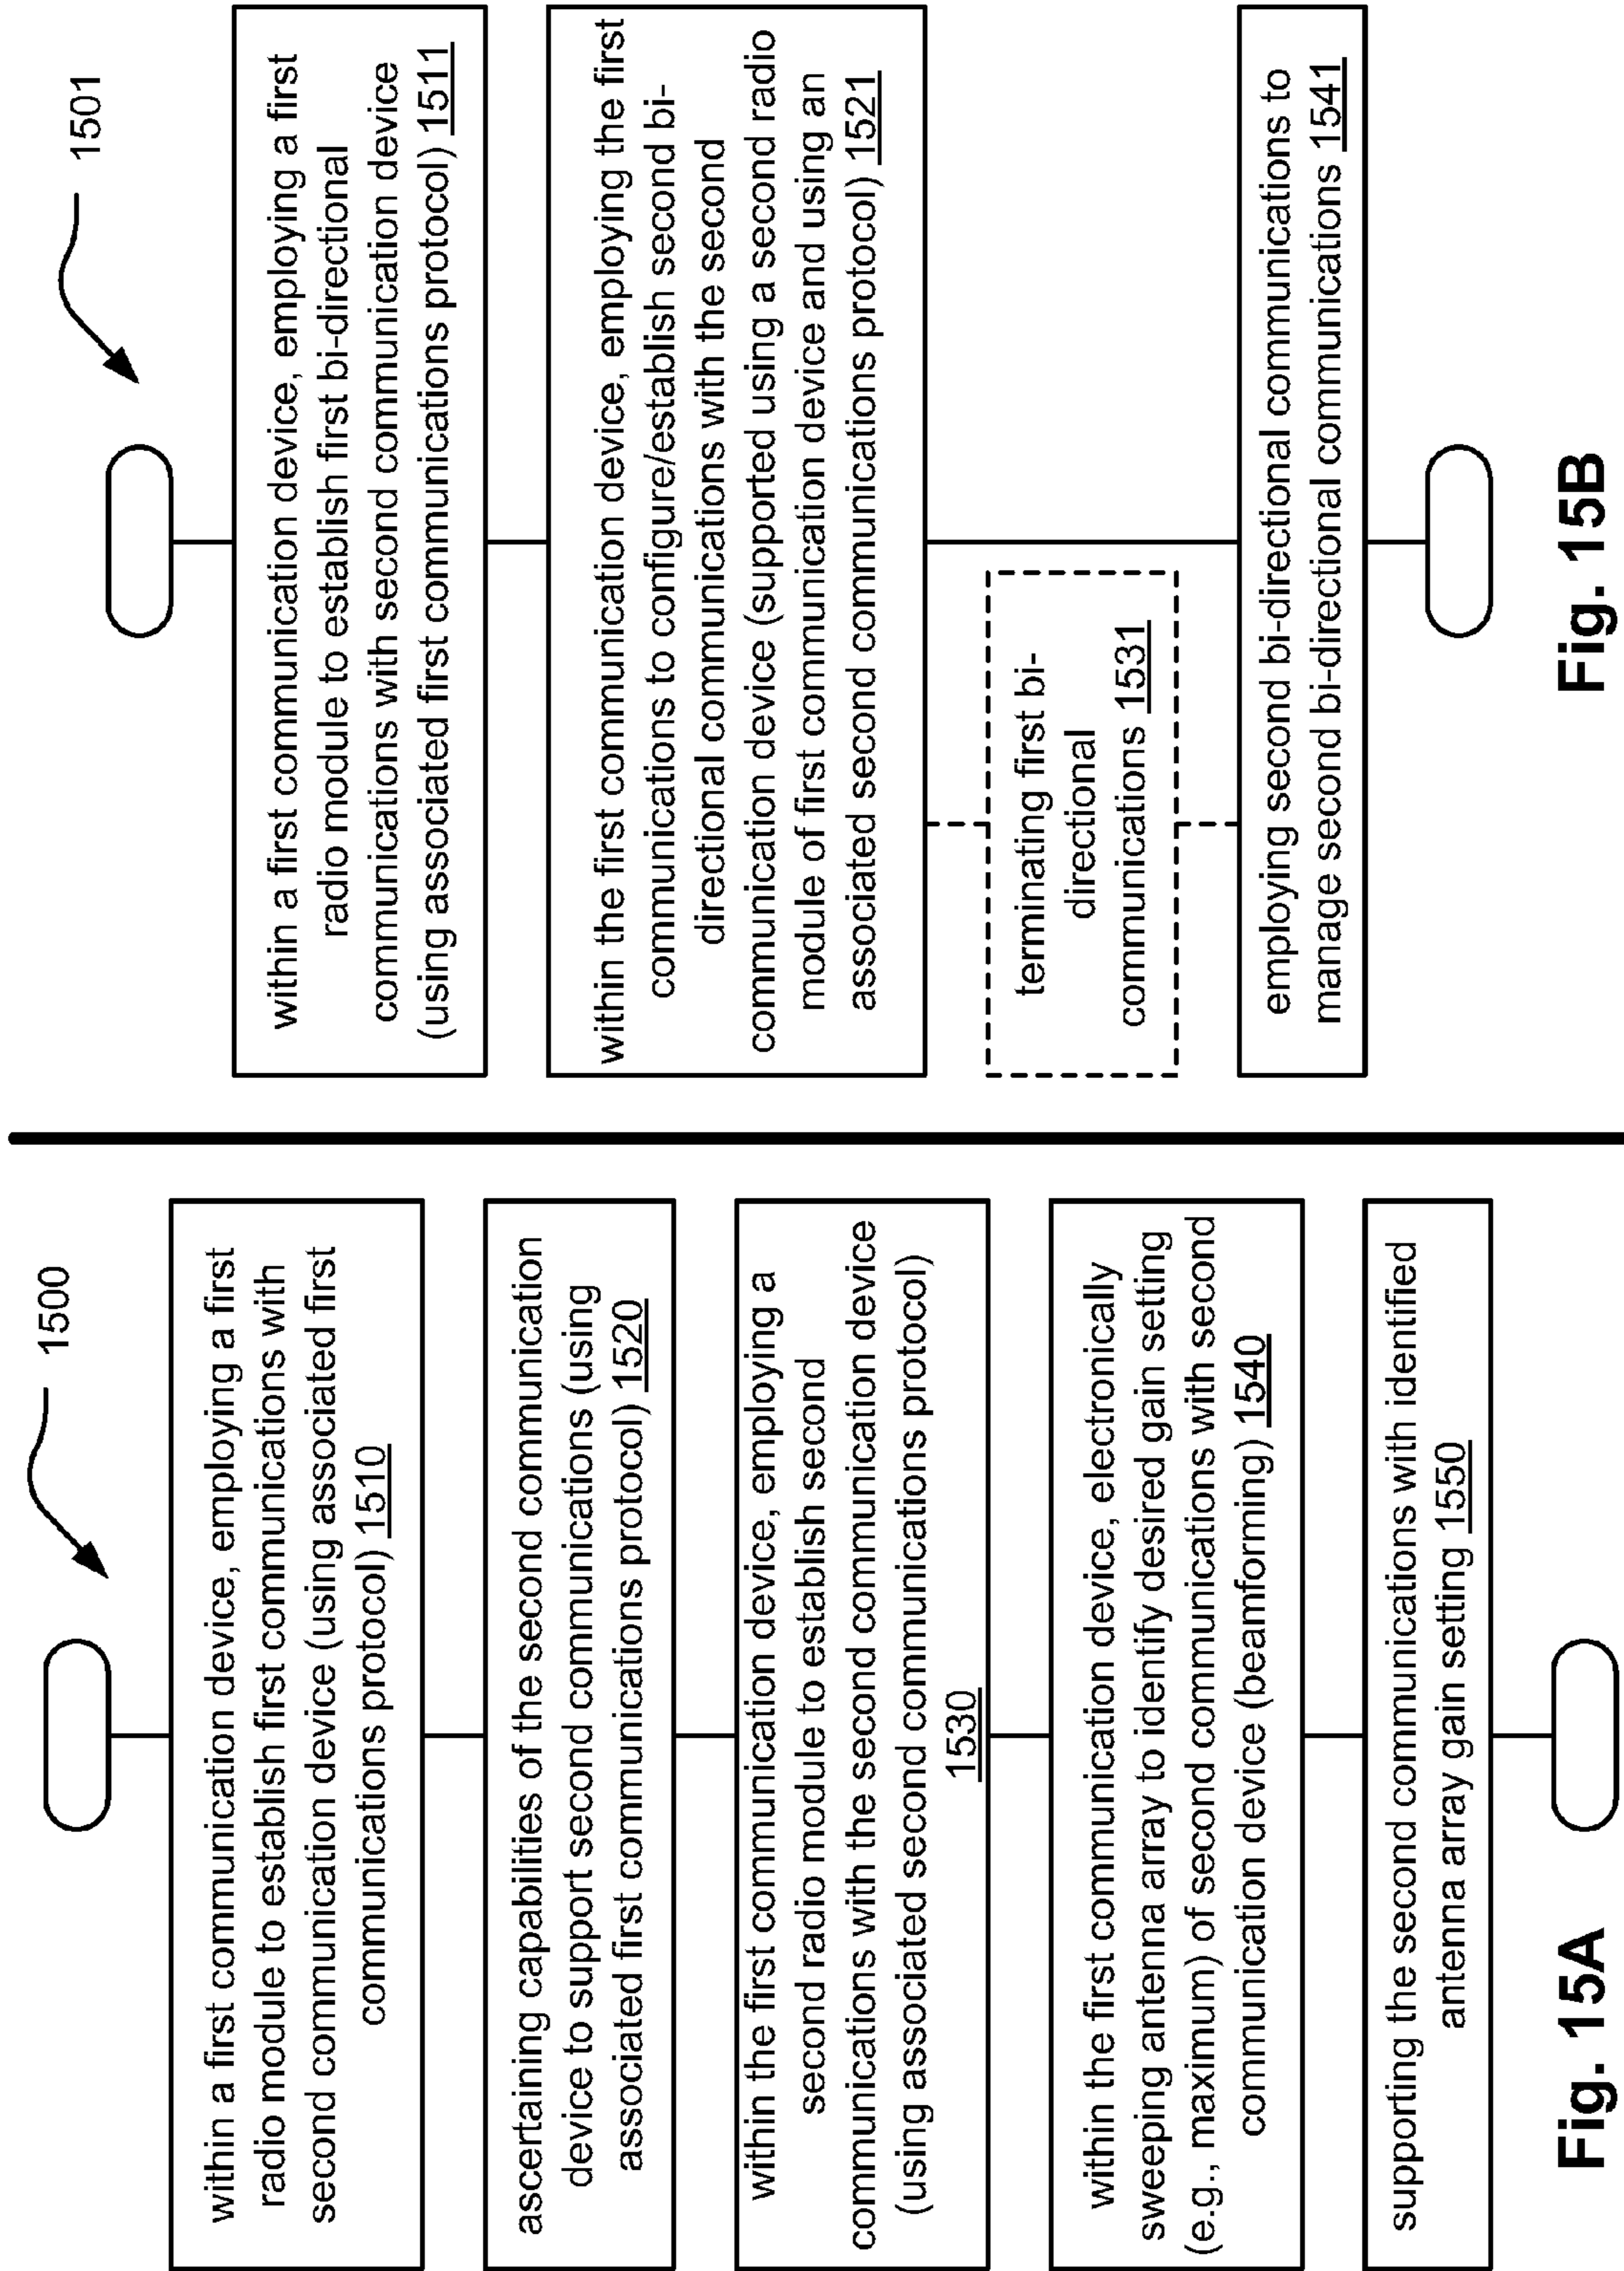 1500
within a first communication device, employing a first
radio module to establish first communications with
second communication device (using associated first
communications protocol) 1510
ascertaining capabilities of the second communication
device to support second communications (using
associated first communications protocol) 1520
within the first communication device, employing a
second radio module to establish second
communications with the second communication device
(using associated second communications protocol)
1530
within the first communication device, electronically
sweeping antenna array to identify desired gain setting
(e.g., maximum) of second communications with second
communication device (beamforming) 1540
supporting the second communications with identified
antenna array gain setting 1550
Fig. 15A
1501
within a first communication device, employing a first
radio module to establish first bi-directional
communications with second communication device
(using associated first communications protocol) 1511
within the first communication device, employing the first
communications to configure/establish second bi-
directional communications with the second
communication device (supported using a second radio
module of first communication device and using an
associated second communications protocol) 1521
terminating first bi-
directional
communications 1531
employing second bi-directional communications to
manage second bi-directional communications 1541
Fig. 15B